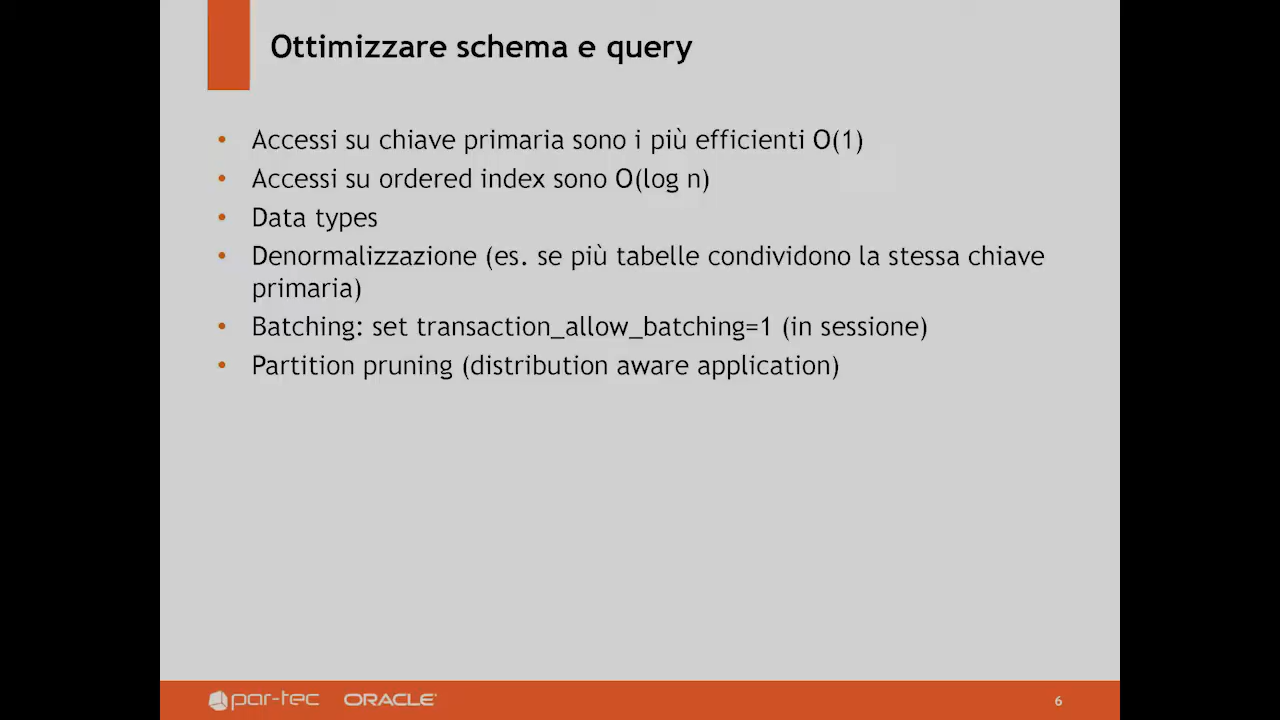 Ottimizzare schema e query
• Accessi su chiave primaria sono i più efficienti O(1)
• Accessi su ordered index sono O(log n)
• Data types
• Denormalizzazione (es. se più tabelle condividono la stessa chiave
primaria)
• Batching: set transaction_allow_batching=1 (in sessione)
• Partition pruning (distribution aware application)
par-tec ORACLE 6